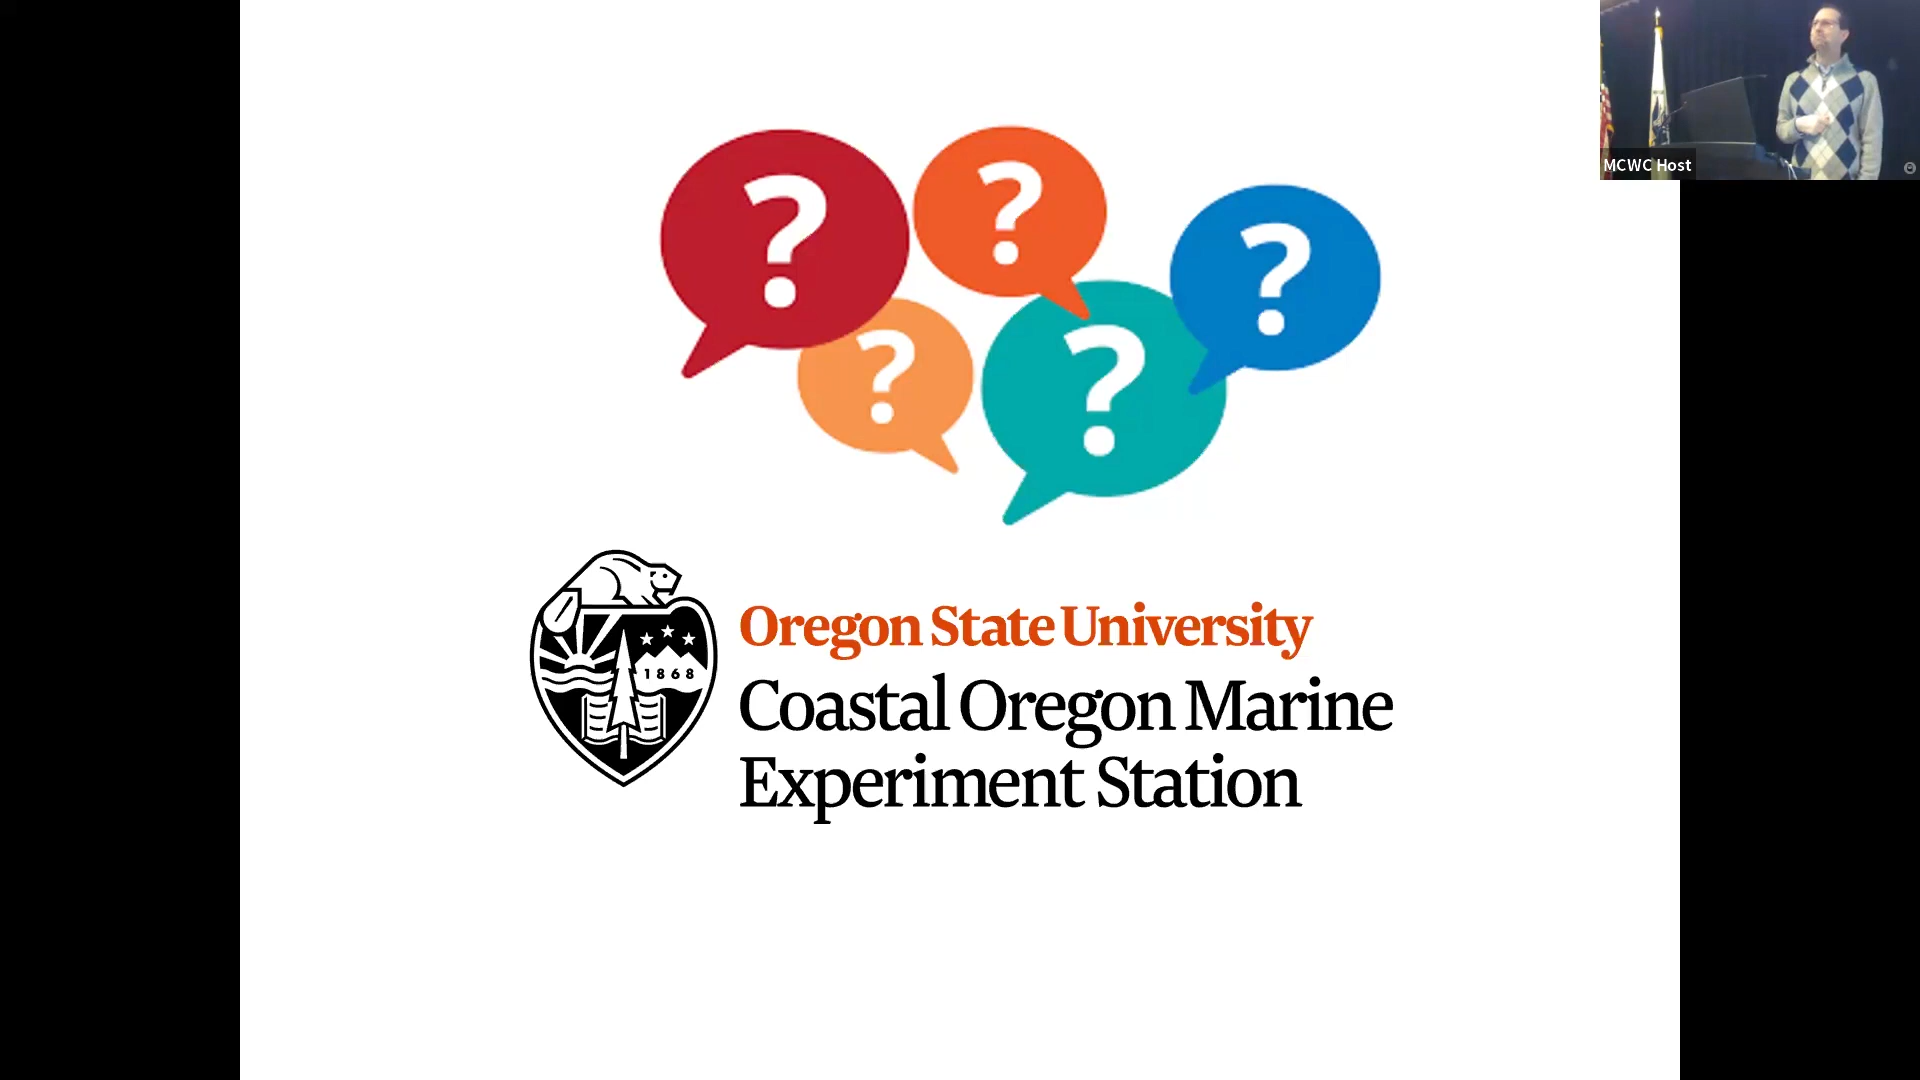 MCWC Host
?
?
?
?
?
1868
Oregon State University
Coastal Oregon Marine
Experiment Station